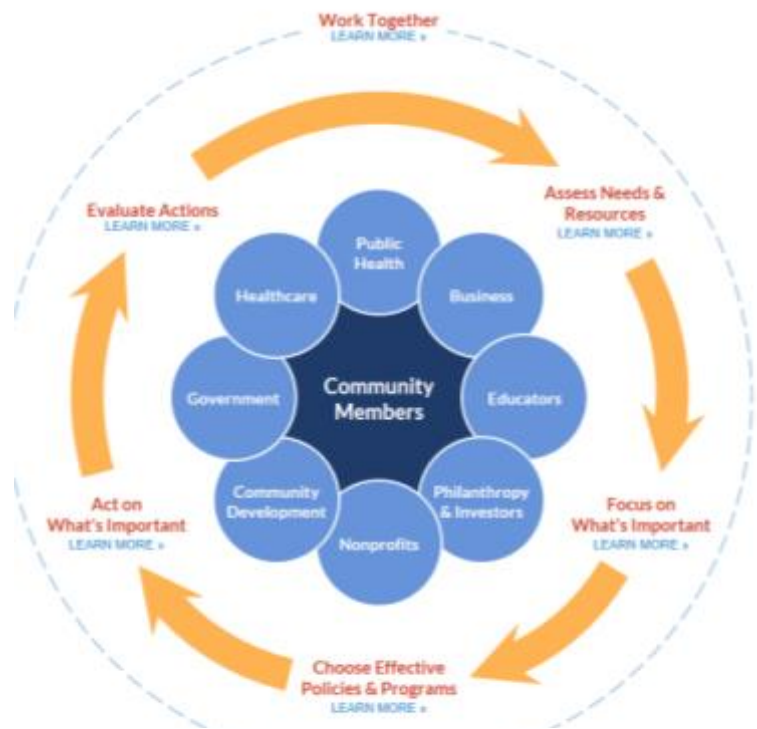 Work Together
LEARN MORE »
Assess Needs &
Resources
LEARN MORE »
Focus on
What's Important
LEARN MORE »
Choose Effective
Policies & Programs
LEARN MORE »
Act on
What's Important
LEARN MORE »
Evaluate Actions
LEARN MORE »
Public
Health
Business
Educators
Philanthropy
& Investors
Nonprofits
Community
Development
Government
Healthcare
Community
Members